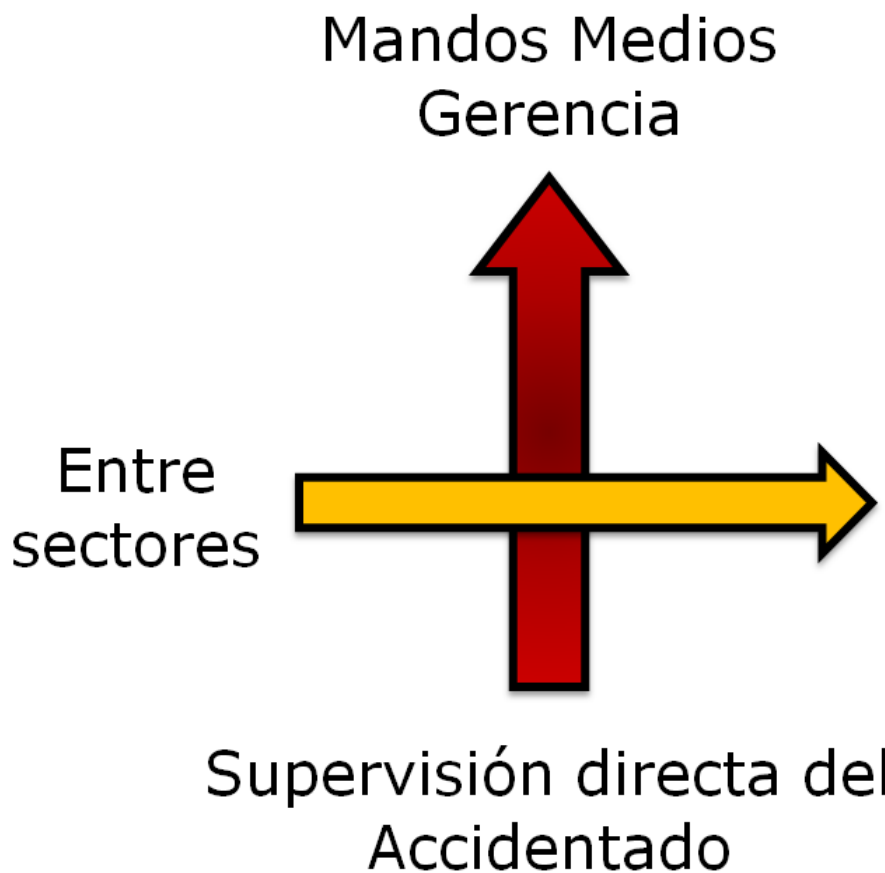 Mandos Medios
Gerencia
Entre
sectores
Supervisión directa del
Accidentado